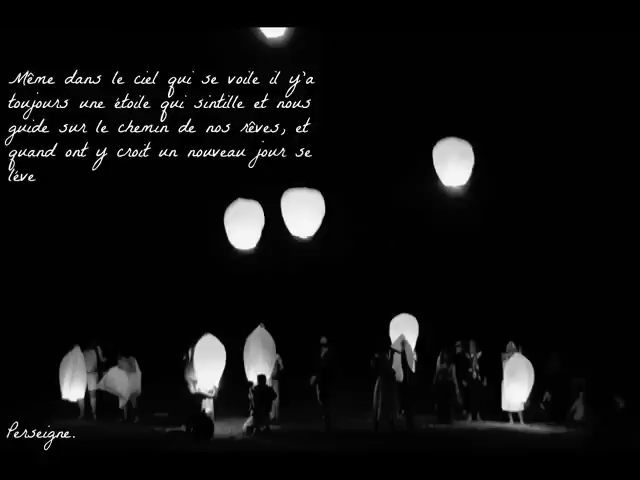 Même dans le ciel qui se voile il y'a
toujours une étoile qui sintille et nous
guide sur le chemin de nos rêves, et
quand ont y croit un nouveau jour se
léve
Perseigne.